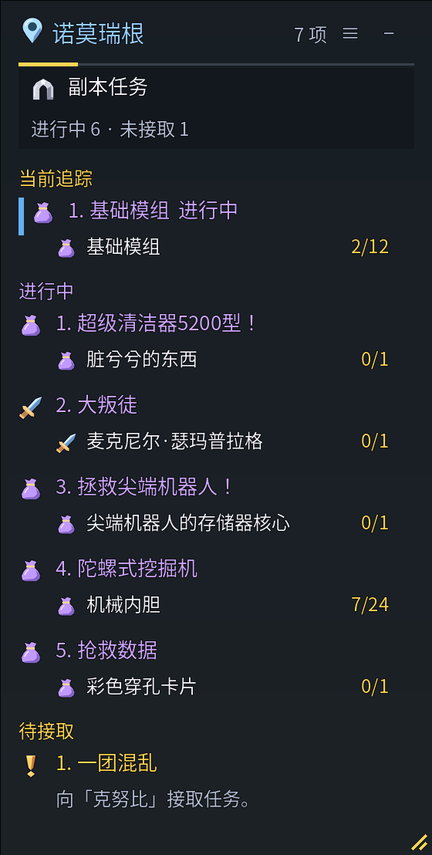 诺莫瑞根 7 项
副本任务
进行中 6 · 未接取 1
当前追踪
1. 基础模组 进行中
基础模组 2/12
进行中
1. 超级清洁器5200型！
脏兮兮的东西 0/1
2. 大叛徒
麦克尼尔·瑟玛普拉格 0/1
3. 拯救尖端机器人！
尖端机器人的存储器核心 0/1
4. 陀螺式挖掘机
机械内胆 7/24
5. 抢救数据
彩色穿孔卡片 0/1
待接取
1. 一团混乱
向「克努比」接取任务。